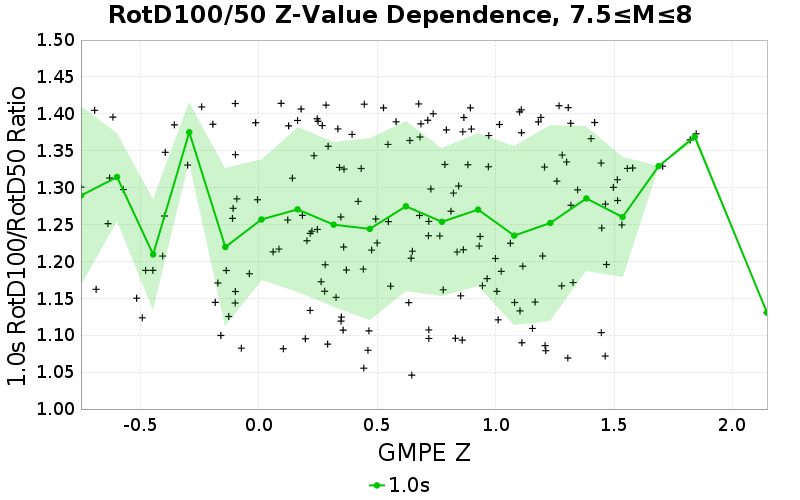 RotD100/50 Z-Value Dependence, 7.5≤M≤8
1.0s RotD100/RotD50 Ratio
1.50
1.45
1.40
1.35
1.30
1.25
1.20
1.15
1.10
1.05
1.00
-0.5 0.0 0.5 1.0 1.5 2.0
GMPE Z
1.0s